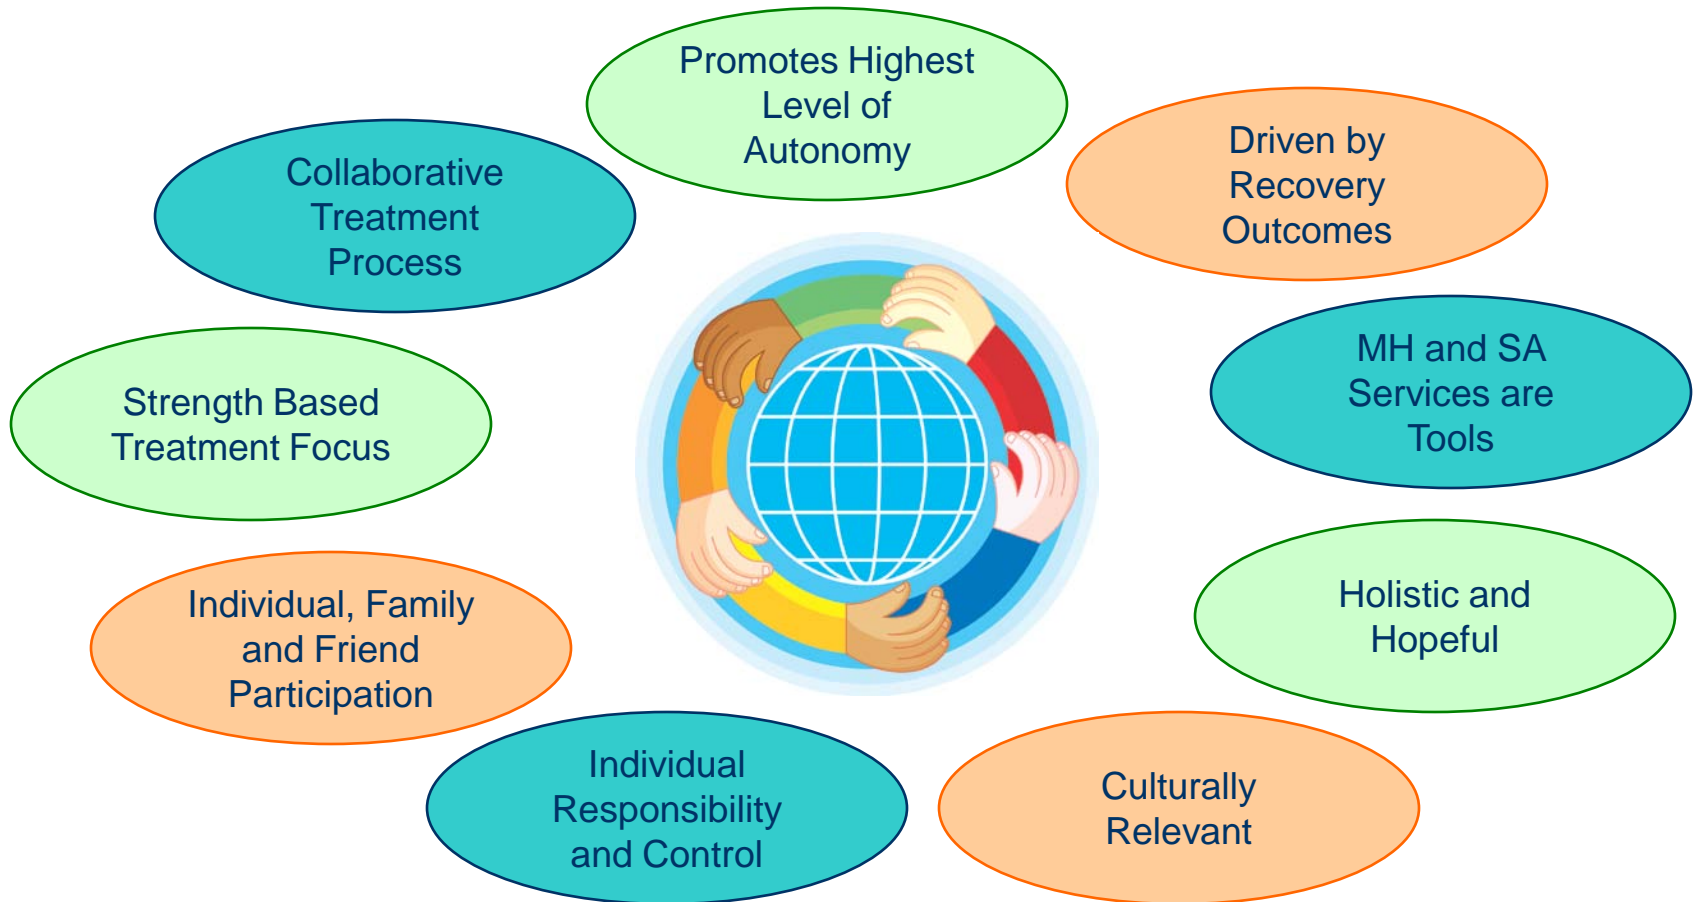 Promotes Highest
Level of
Autonomy
Driven by
Recovery
Outcomes
MH and SA
Services are
Tools
Holistic and
Hopeful
Culturally
Relevant
Individual
Responsibility
and Control
Individual, Family
and Friend
Participation
Strength Based
Treatment Focus
Collaborative
Treatment
Process